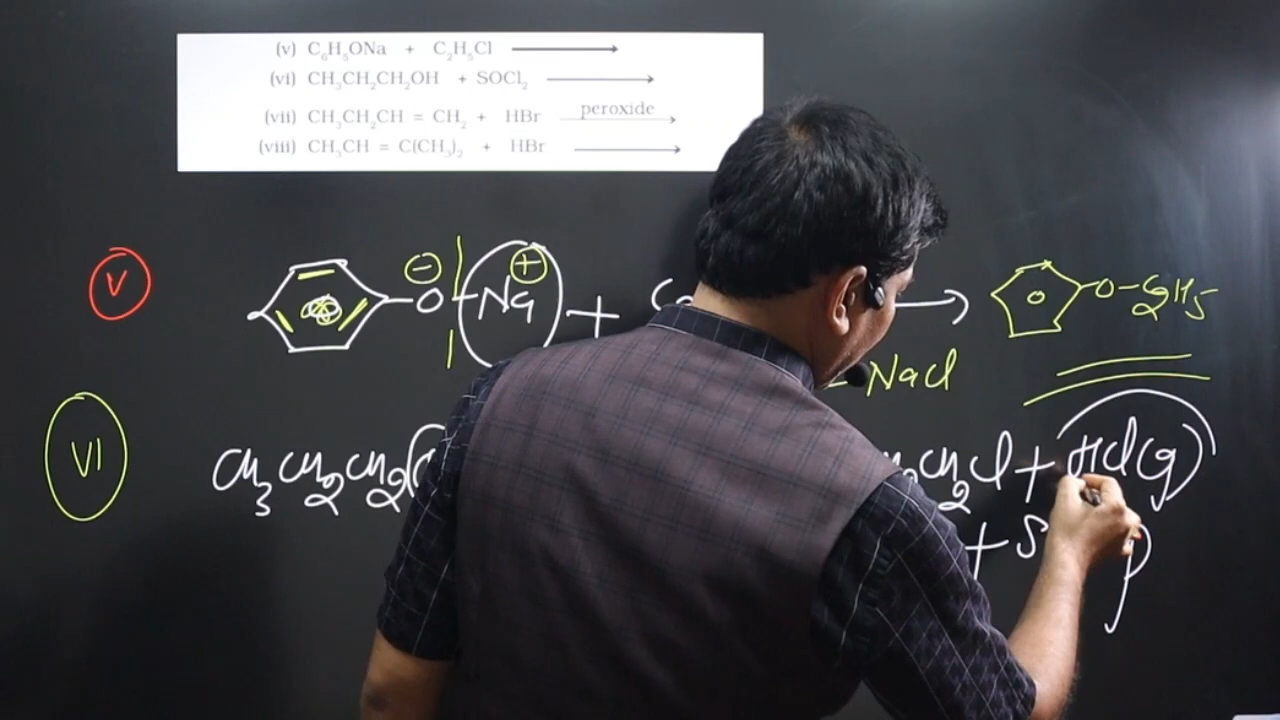 (v) C₆H₅ONa + C₂H₅Cl ⟶
(vi) CH₃CH₂CH₂OH + SOCl₂ ⟶
(vii) CH₃CH₂CH = CH₂ + HBr peroxide ⟶
(viii) CH₃CH = C(CH₃)₂ + HBr ⟶
V O⊖ Na⊕ + → O-C₂H₅
NaCl
VI CH₃CH₂CH₂ CH₂Cl + HCl(g)
+ S